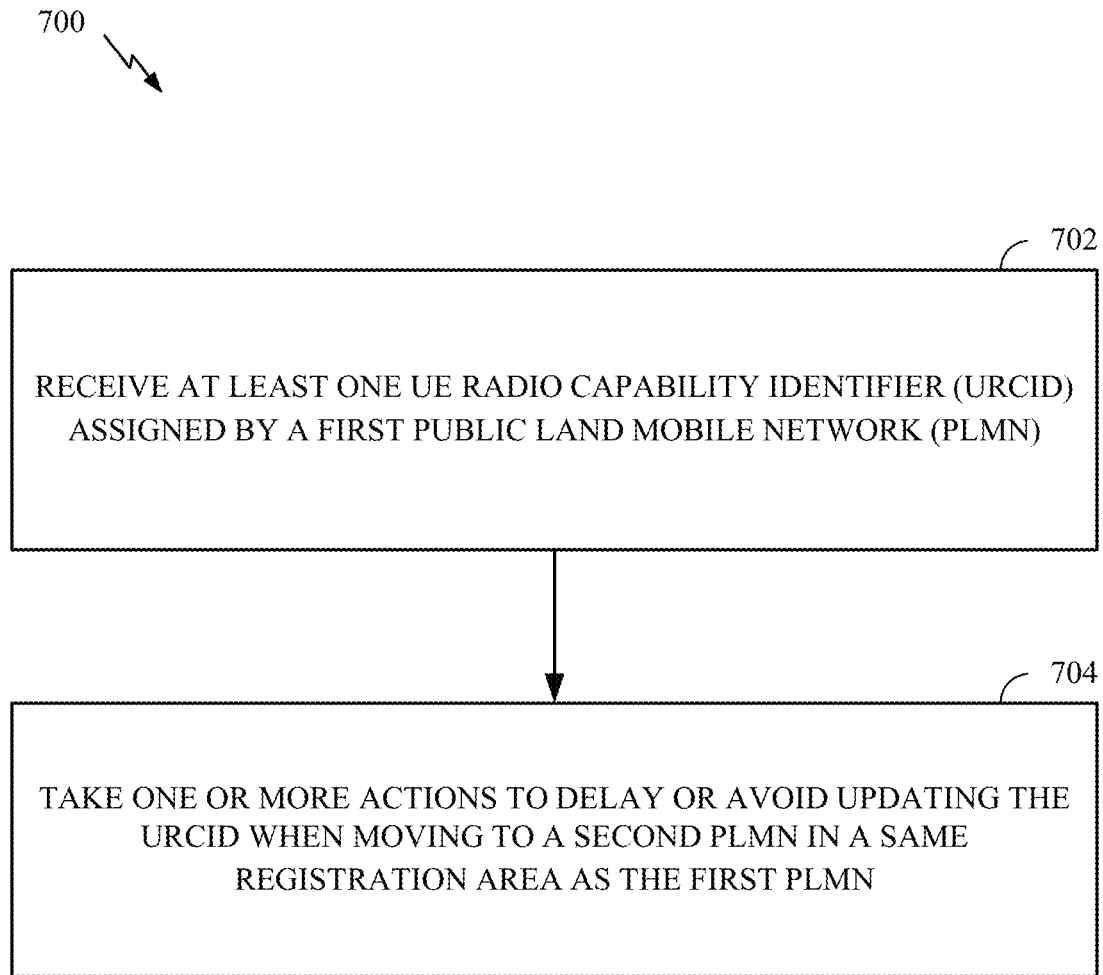 700
702
RECEIVE AT LEAST ONE UE RADIO CAPABILITY IDENTIFIER (URCID)
ASSIGNED BY A FIRST PUBLIC LAND MOBILE NETWORK (PLMN)
704
TAKE ONE OR MORE ACTIONS TO DELAY OR AVOID UPDATING THE
URCID WHEN MOVING TO A SECOND PLMN IN A SAME
REGISTRATION AREA AS THE FIRST PLMN